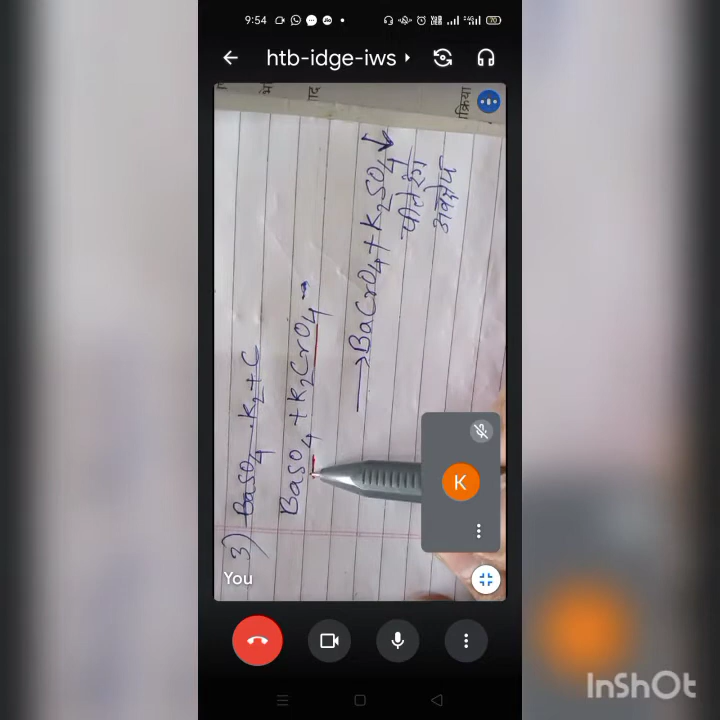 9:54
htb-idge-iws
3) BaSO4 . K2 + C
BaSO4 + K2CrO4 →
→ BaCrO4 + K2SO4 ↓
पीले रंग
अवक्षेप
क्रिया
K
You
InShOt